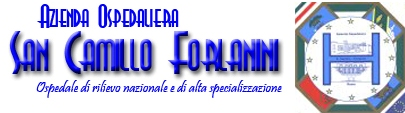 Azienda Ospedaliera
San Camillo Forlanini
Ospedale di rilievo nazionale e di alta specializzazione
H